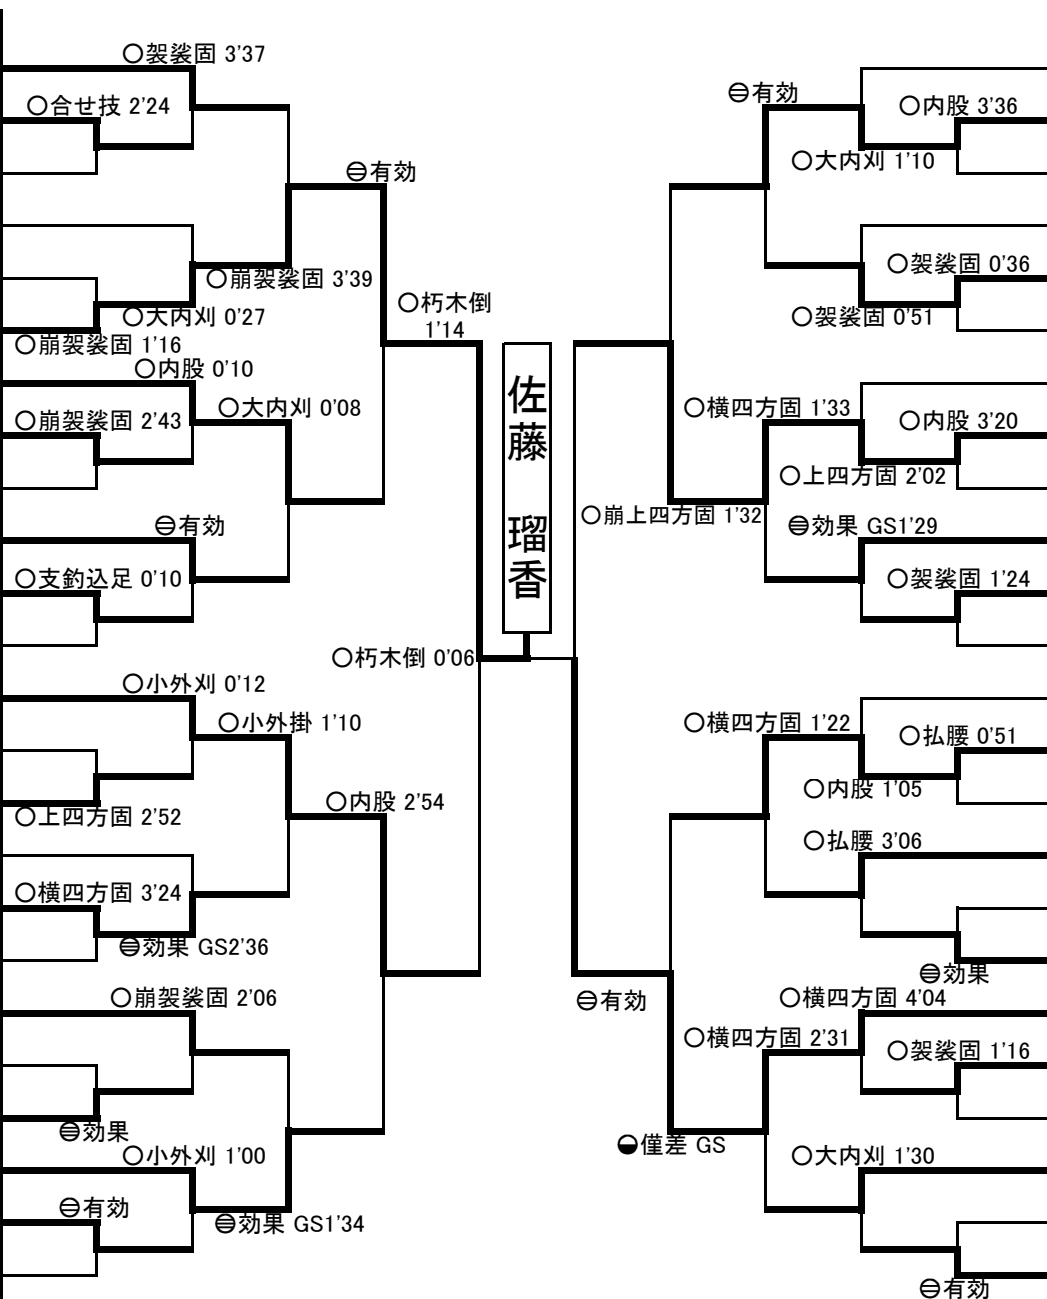 ○袈裟固 3'37
○合せ技 2'24
⊜有効
○崩袈裟固 3'39
○大内刈 0'27
○崩袈裟固 1'16
○朽木倒
1'14
○内股 0'10
○大内刈 0'08
○崩袈裟固 2'43
⊜有効
○支釣込足 0'10
○朽木倒 0'06
○小外刈 0'12
○小外掛 1'10
○内股 2'54
○上四方固 2'52
○横四方固 3'24
⊜効果 GS2'36
○崩袈裟固 2'06
⊜効果
○小外刈 1'00
⊜有効
⊜効果 GS1'34
佐藤 瑠香
⊜有効
○内股 3'36
○大内刈 1'10
○袈裟固 0'36
○袈裟固 0'51
○横四方固 1'33
○内股 3'20
○上四方固 2'02
○崩上四方固 1'32
⊜効果 GS1'29
○袈裟固 1'24
○横四方固 1'22
○払腰 0'51
○内股 1'05
○払腰 3'06
⊜効果
⊜有効
○横四方固 4'04
○横四方固 2'31
○袈裟固 1'16
◒僅差 GS
○大内刈 1'30
⊜有効